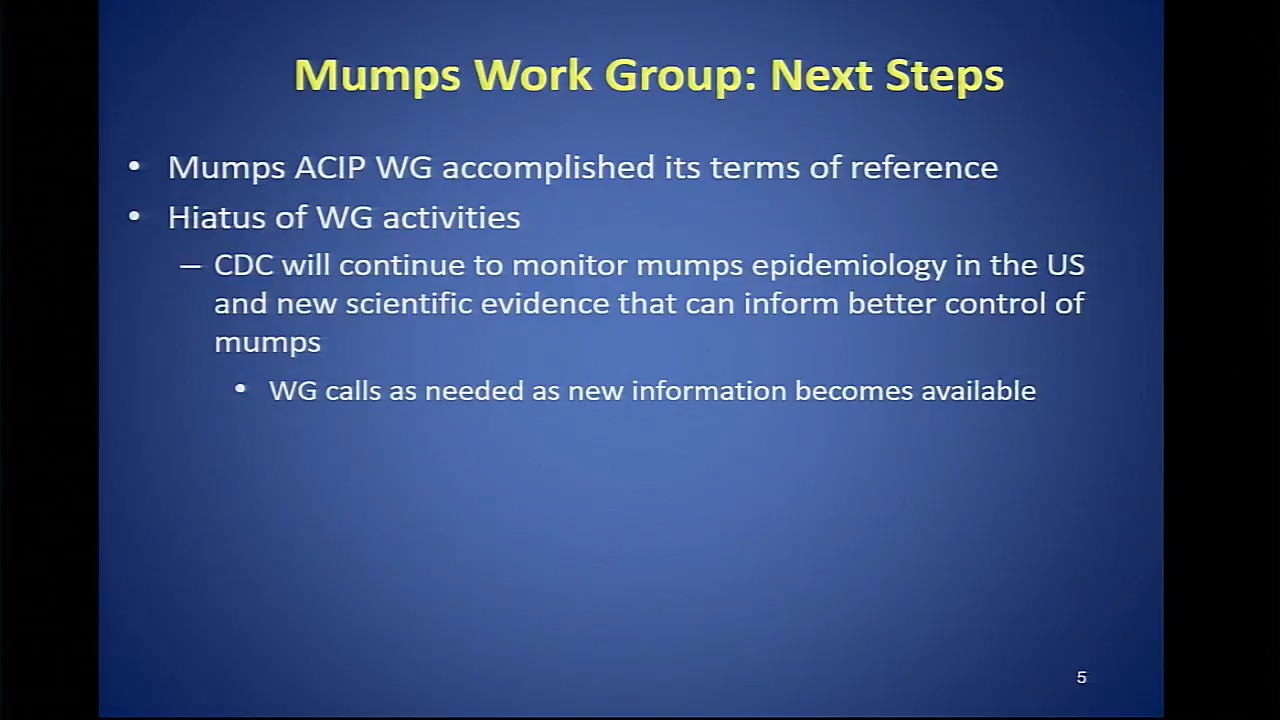 Mumps Work Group: Next Steps
• Mumps ACIP WG accomplished its terms of reference
• Hiatus of WG activities
– CDC will continue to monitor mumps epidemiology in the US
and new scientific evidence that can inform better control of
mumps
• WG calls as needed as new information becomes available
5